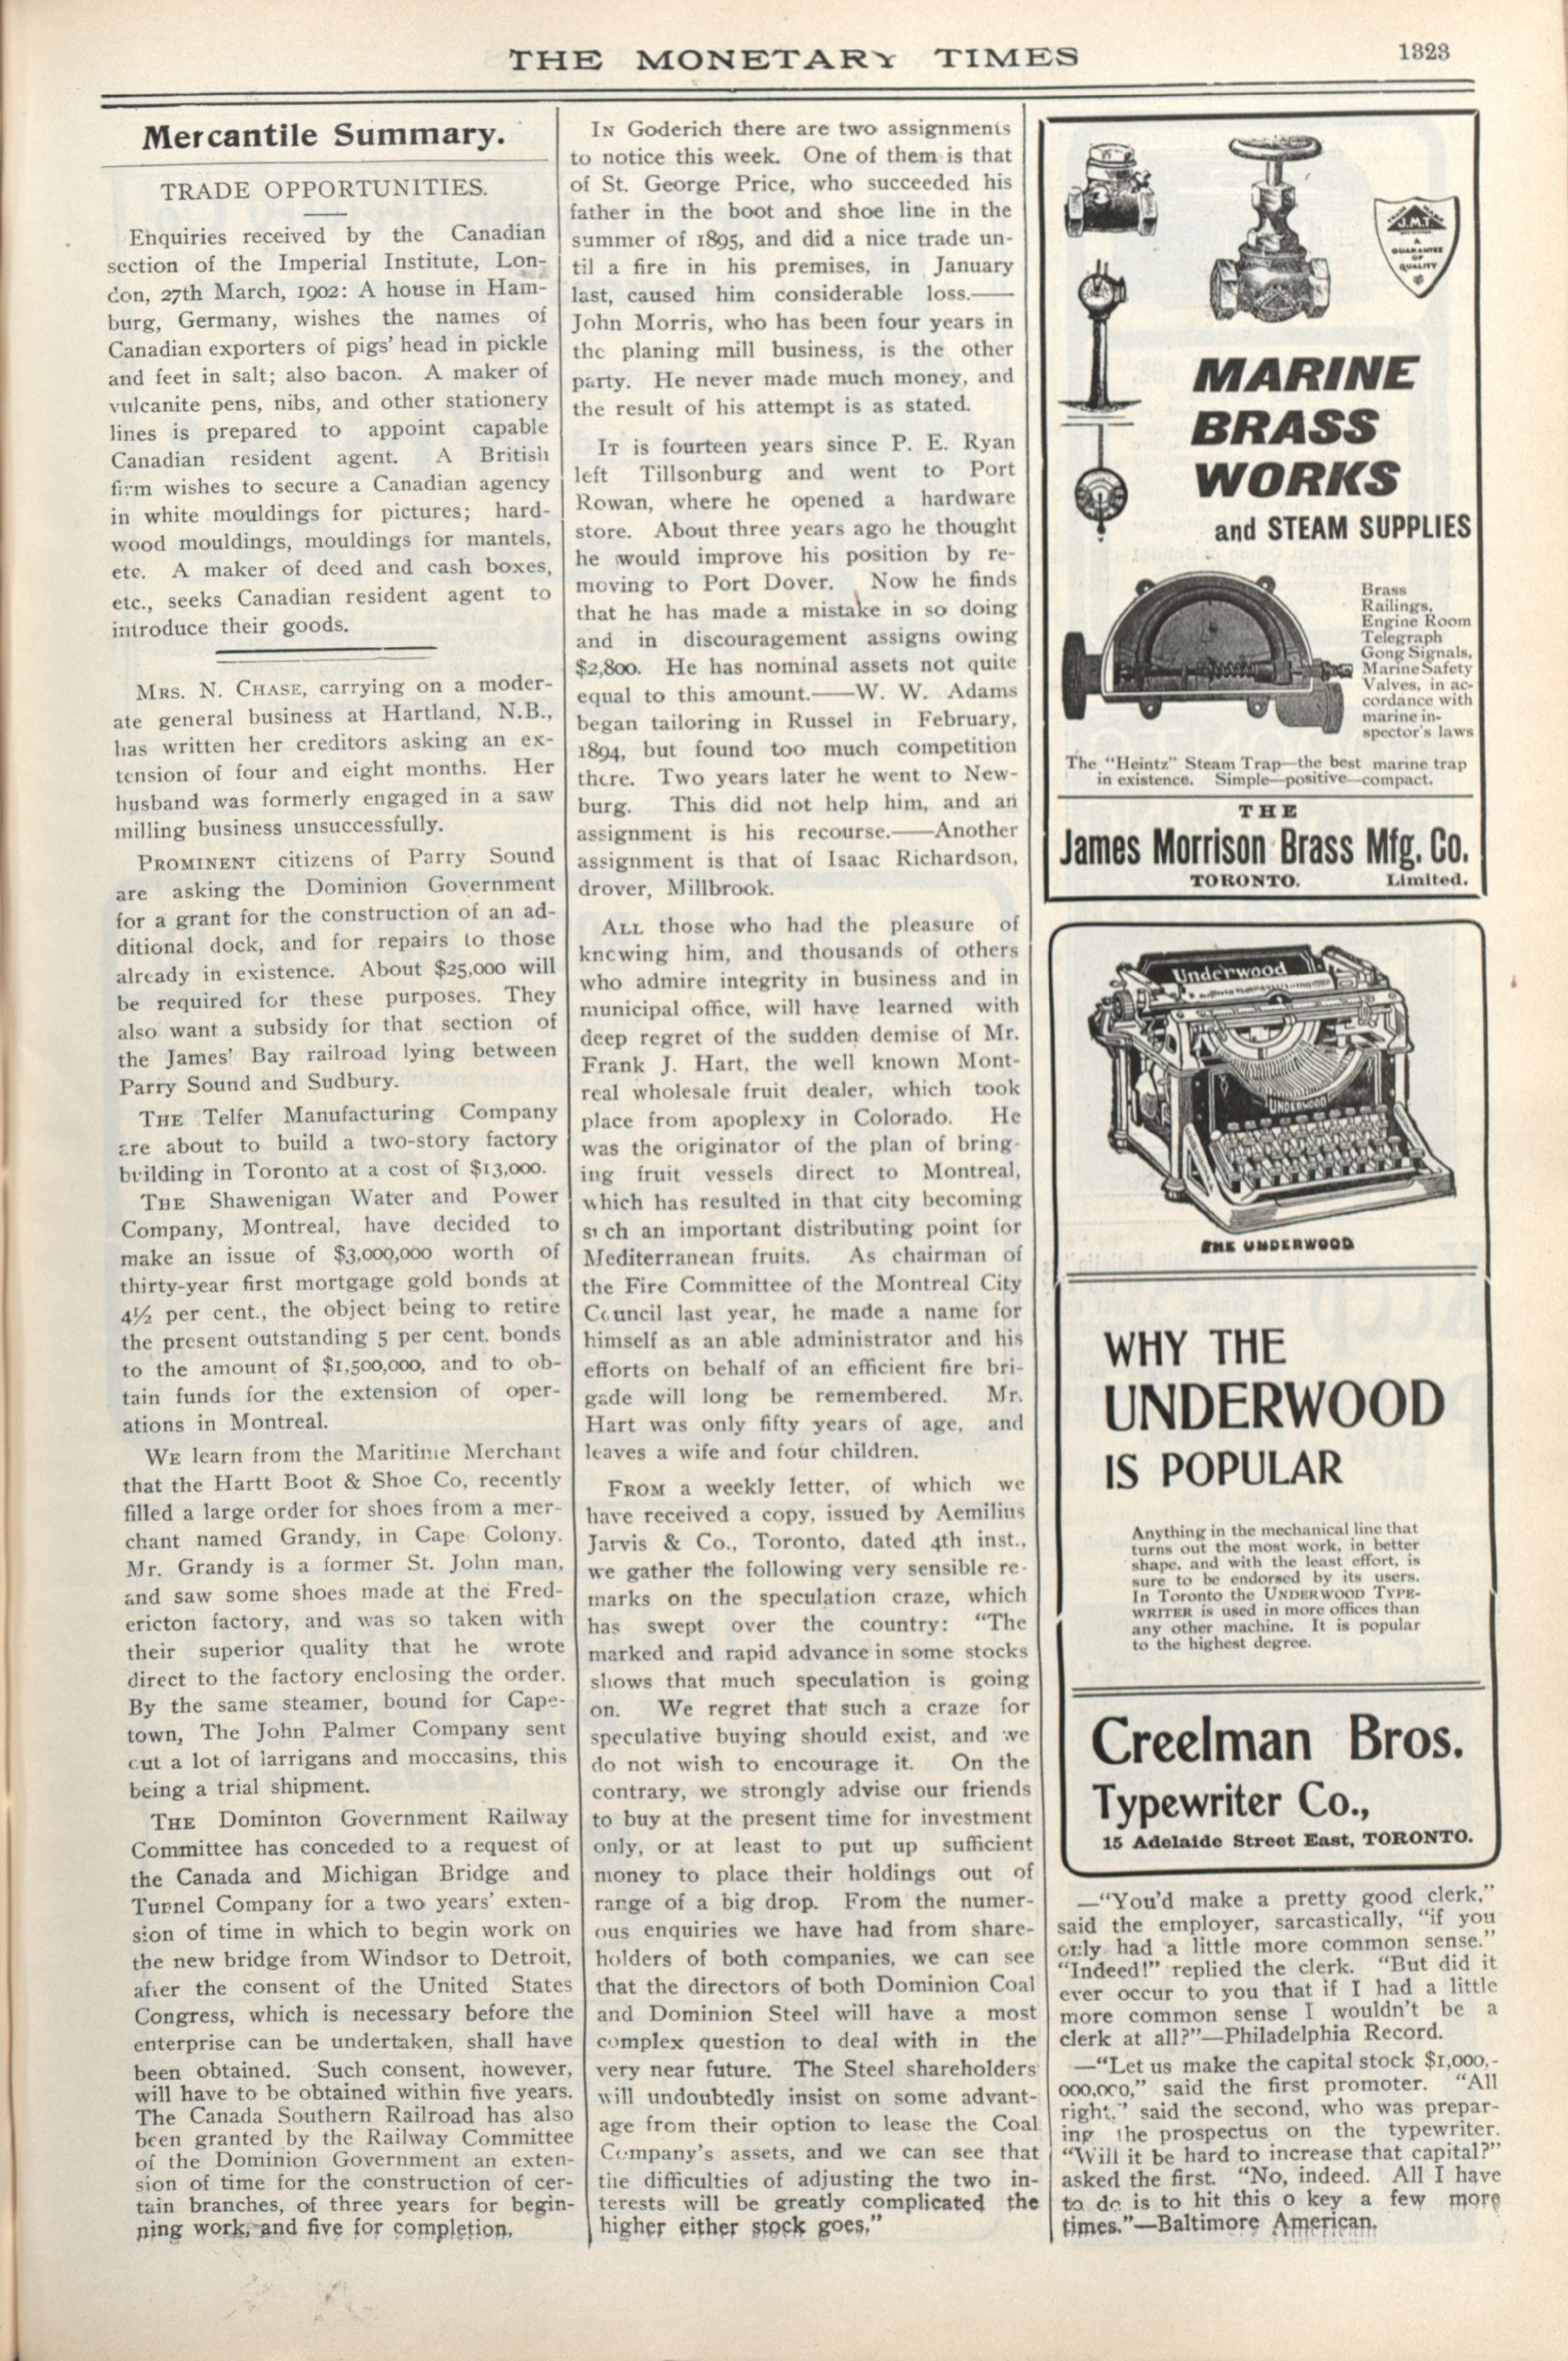 THE MONETARY TIMES
1323
Mercantile Summary.
TRADE OPPORTUNITIES.
Enquiries received by the Canadian
section of the Imperial Institute, Lon-
don, 27th March, 1902: A house in Ham-
burg, Germany, wishes the names of
Canadian exporters of pigs' head in pickle
and feet in salt; also bacon. A maker of
vulcanite pens, nibs, and other stationery
lines is prepared to appoint capable
Canadian resident agent. A British
firm wishes to secure a Canadian agency
in white mouldings for pictures; hard-
wood mouldings, mouldings for mantels,
etc. A maker of deed and cash boxes,
etc., seeks Canadian resident agent to
introduce their goods.
MRS. N. CHASE, carrying on a moder-
ate general business at Hartland, N.B.,
has written her creditors asking an ex-
tension of four and eight months. Her
husband was formerly engaged in a saw
milling business unsuccessfully.
PROMINENT citizens of Parry Sound
are asking the Dominion Government
for a grant for the construction of an ad-
ditional dock, and for repairs to those
already in existence. About $25,000 will
be required for these purposes. They
also want a subsidy for that section of
the James' Bay railroad lying between
Parry Sound and Sudbury.
THE Telfer Manufacturing Company
are about to build a two-story factory
building in Toronto at a cost of $13,000.
THE Shawenigan Water and Power
Company, Montreal, have decided to
make an issue of $3,000,000 worth of
thirty-year first mortgage gold bonds at
4½ per cent., the object being to retire
the present outstanding 5 per cent. bonds
to the amount of $1,500,000, and to ob-
tain funds for the extension of oper-
ations in Montreal.
WE learn from the Maritime Merchant
that the Hartt Boot & Shoe Co, recently
filled a large order for shoes from a mer-
chant named Grandy, in Cape Colony.
Mr. Grandy is a former St. John man,
and saw some shoes made at the Fred-
ericton factory, and was so taken with
their superior quality that he wrote
direct to the factory enclosing the order.
By the same steamer, bound for Cape-
town, The John Palmer Company sent
out a lot of larrigans and moccasins, this
being a trial shipment.
THE Dominion Government Railway
Committee has conceded to a request of
the Canada and Michigan Bridge and
Tunnel Company for a two years' exten-
sion of time in which to begin work on
the new bridge from Windsor to Detroit,
after the consent of the United States
Congress, which is necessary before the
enterprise can be undertaken, shall have
been obtained. Such consent, however,
will have to be obtained within five years.
The Canada Southern Railroad has also
been granted by the Railway Committee
of the Dominion Government an exten-
sion of time for the construction of cer-
tain branches, of three years for begin-
ning work, and five for completion.
IN Goderich there are two assignments
to notice this week. One of them is that
of St. George Price, who succeeded his
father in the boot and shoe line in the
summer of 1895, and did a nice trade un-
til a fire in his premises, in January
last, caused him considerable loss.——
John Morris, who has been four years in
the planing mill business, is the other
party. He never made much money, and
the result of his attempt is as stated.
IT is fourteen years since P. E. Ryan
left Tillsonburg and went to Port
Rowan, where he opened a hardware
store. About three years ago he thought
he would improve his position by re-
moving to Port Dover. Now he finds
that he has made a mistake in so doing
and in discouragement assigns owing
$2,800. He has nominal assets not quite
equal to this amount.——W. W. Adams
began tailoring in Russel in February,
1894, but found too much competition
there. Two years later he went to New-
burg. This did not help him, and an
assignment is his recourse.——Another
assignment is that of Isaac Richardson,
drover, Millbrook.
ALL those who had the pleasure of
knowing him, and thousands of others
who admire integrity in business and in
municipal office, will have learned with
deep regret of the sudden demise of Mr.
Frank J. Hart, the well known Mont-
real wholesale fruit dealer, which took
place from apoplexy in Colorado. He
was the originator of the plan of bring-
ing fruit vessels direct to Montreal,
which has resulted in that city becoming
such an important distributing point for
Mediterranean fruits. As chairman of
the Fire Committee of the Montreal City
Council last year, he made a name for
himself as an able administrator and his
efforts on behalf of an efficient fire bri-
gade will long be remembered. Mr.
Hart was only fifty years of age, and
leaves a wife and four children.
FROM a weekly letter, of which we
have received a copy, issued by Aemilius
Jarvis & Co., Toronto, dated 4th inst.,
we gather the following very sensible re-
marks on the speculation craze, which
has swept over the country: "The
marked and rapid advance in some stocks
shows that much speculation is going
on. We regret that such a craze for
speculative buying should exist, and we
do not wish to encourage it. On the
contrary, we strongly advise our friends
to buy at the present time for investment
only, or at least to put up sufficient
money to place their holdings out of
range of a big drop. From the numer-
ous enquiries we have had from share-
holders of both companies, we can see
that the directors of both Dominion Coal
and Dominion Steel will have a most
complex question to deal with in the
very near future. The Steel shareholders
will undoubtedly insist on some advant-
age from their option to lease the Coal
Company's assets, and we can see that
the difficulties of adjusting the two in-
terests will be greatly complicated the
higher either stock goes."
J.M.T.
A
GUARANTEE
OF
QUALITY
MARINE
BRASS
WORKS
and STEAM SUPPLIES
Brass
Railings,
Engine Room
Telegraph
Gong Signals,
Marine Safety
Valves, in ac-
cordance with
marine in-
spector's laws
The "Heintz" Steam Trap—the best marine trap
in existence. Simple—positive—compact.
THE
James Morrison Brass Mfg. Co.
TORONTO. Limited.
Underwood
UNDERWOOD
THE UNDERWOOD
WHY THE
UNDERWOOD
IS POPULAR
Anything in the mechanical line that
turns out the most work, in better
shape, and with the least effort, is
sure to be endorsed by its users.
In Toronto the UNDERWOOD TYPE-
WRITER is used in more offices than
any other machine. It is popular
to the highest degree.
Creelman Bros.
Typewriter Co.,
15 Adelaide Street East, TORONTO.
—"You'd make a pretty good clerk,"
said the employer, sarcastically, "if you
only had a little more common sense."
"Indeed!" replied the clerk. "But did it
ever occur to you that if I had a little
more common sense I wouldn't be a
clerk at all?"—Philadelphia Record.
—"Let us make the capital stock $1,000,-
000.000," said the first promoter. "All
right," said the second, who was prepar-
ing the prospectus on the typewriter.
"Will it be hard to increase that capital?"
asked the first. "No, indeed. All I have
to do is to hit this o key a few more
times."—Baltimore American.